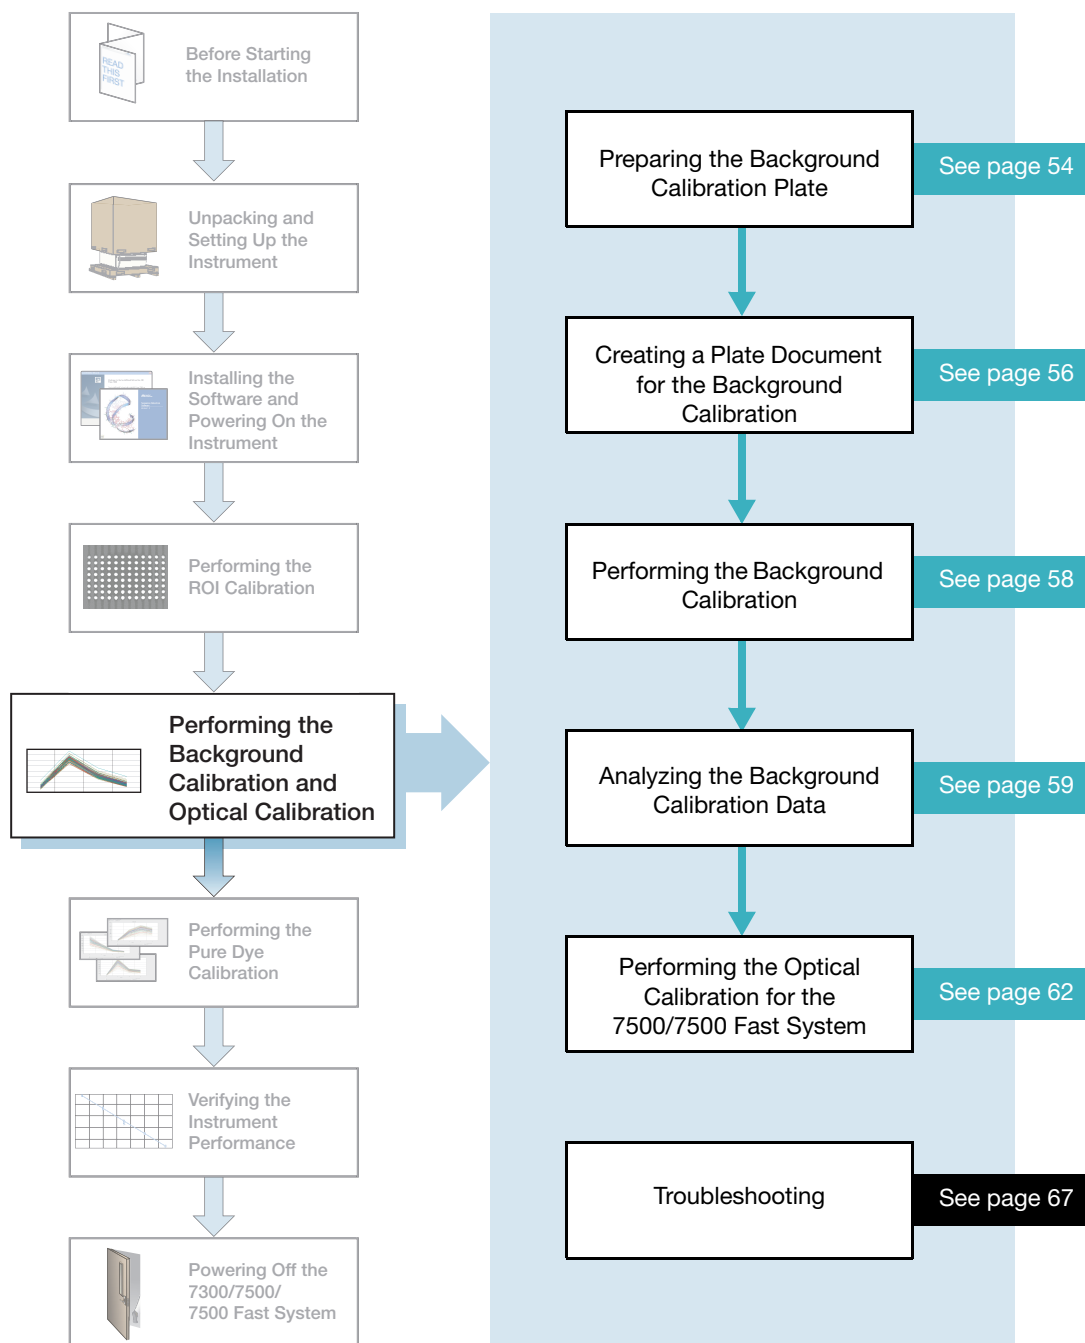 Before Starting
the Installation
READ
THIS
FIRST
Unpacking and
Setting Up the
Instrument
Installing the
Software and
Powering On the
Instrument
Performing the
ROI Calibration
Performing the
Background
Calibration and
Optical Calibration
Performing the
Pure Dye
Calibration
Verifying the
Instrument
Performance
Powering Off the
7300/7500/
7500 Fast System
Preparing the Background
Calibration Plate
See page 54
Creating a Plate Document
for the Background
Calibration
See page 56
Performing the Background
Calibration
See page 58
Analyzing the Background
Calibration Data
See page 59
Performing the Optical
Calibration for the
7500/7500 Fast System
See page 62
Troubleshooting
See page 67